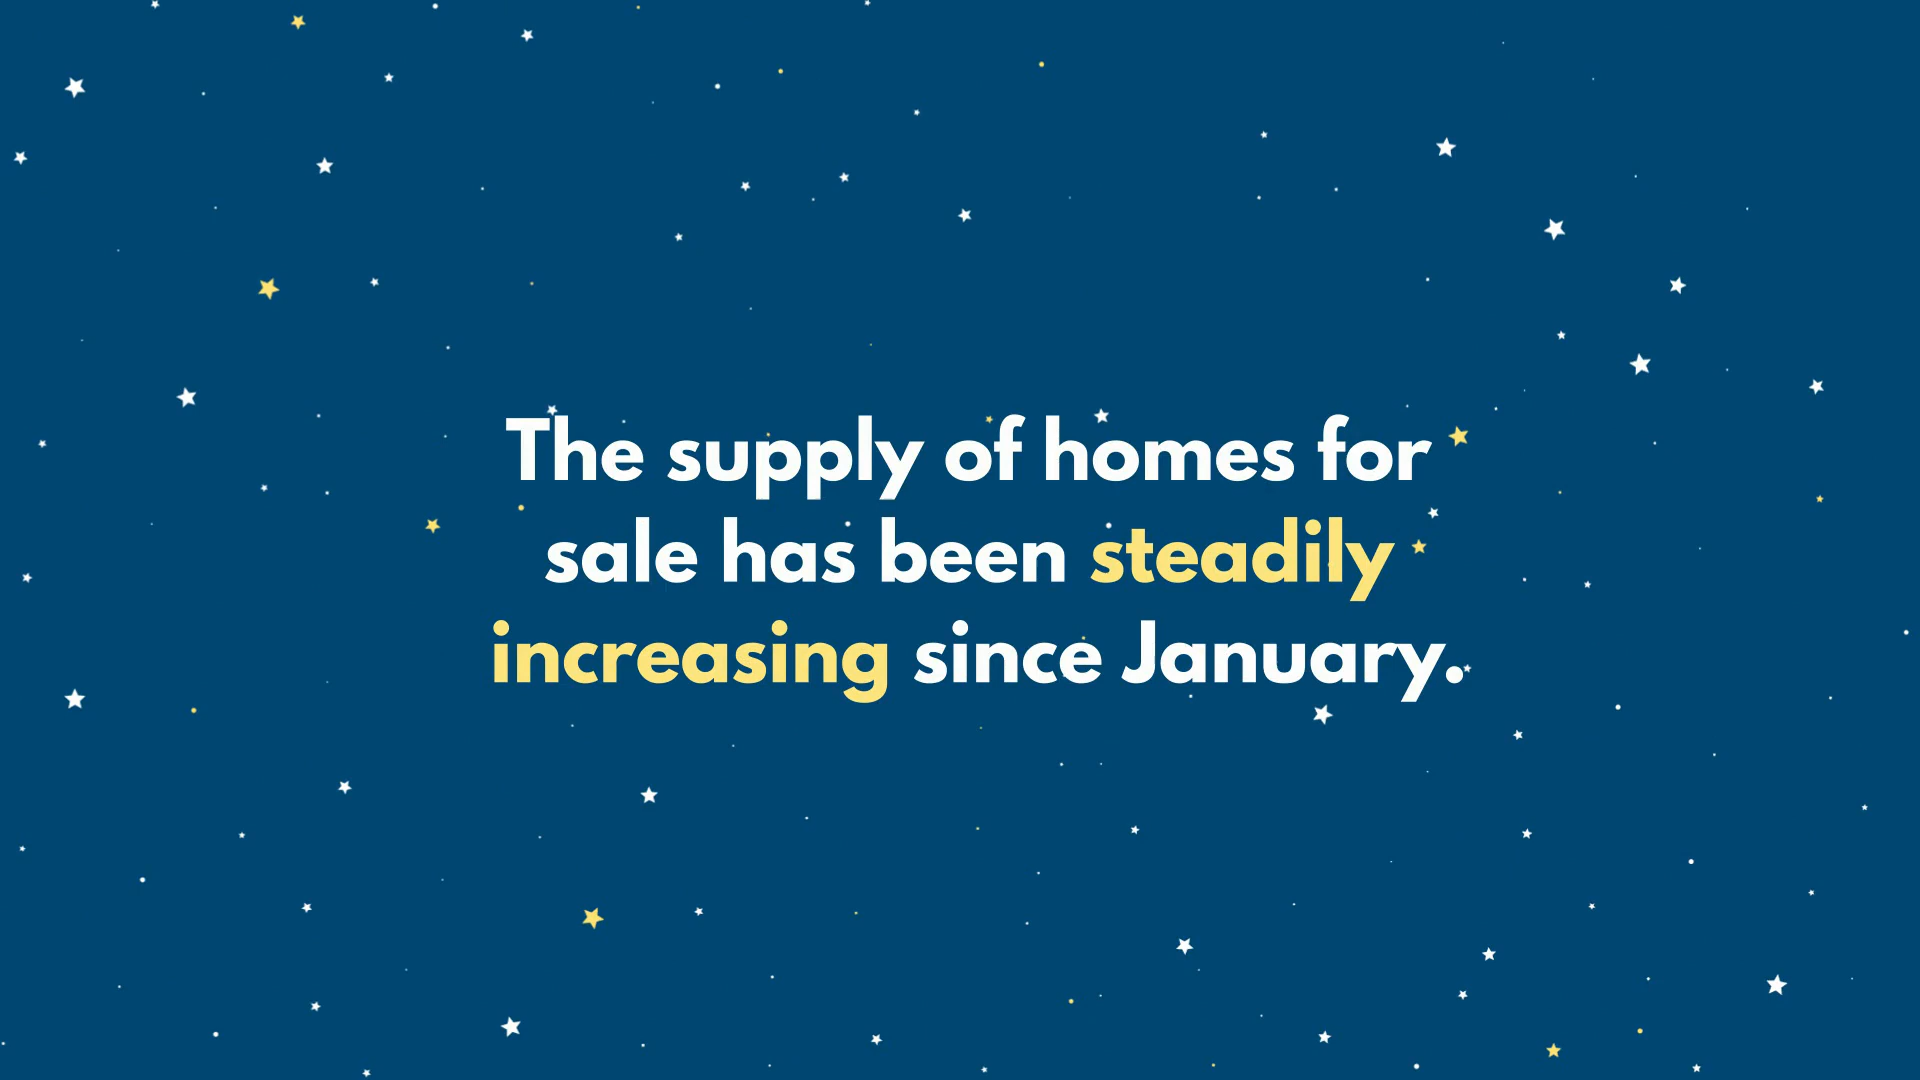 The supply of homes for
sale has been steadily
increasing since January.